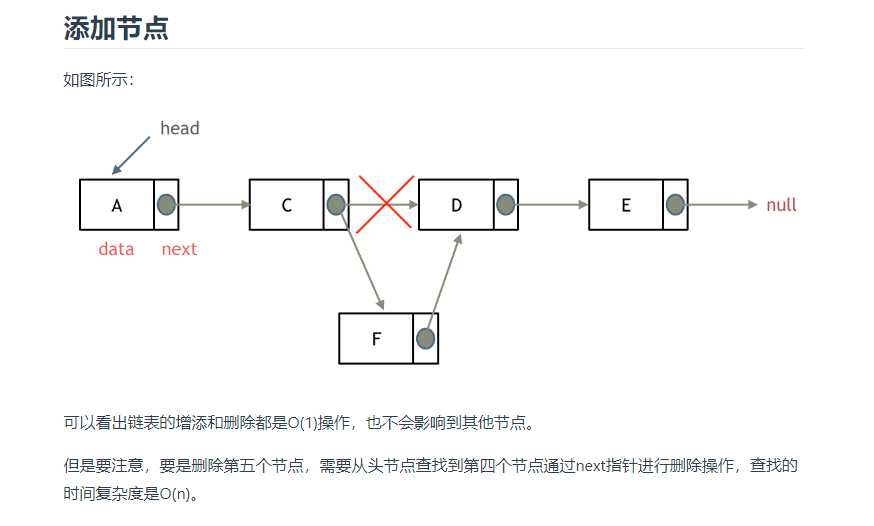 添加节点
如图所示：
head
A
C
D
E
null
data
next
F
可以看出链表的增添和删除都是O(1)操作，也不会影响到其他节点。
但是要注意，要是删除第五个节点，需要从头节点查找到第四个节点通过next指针进行删除操作，查找的
时间复杂度是O(n)。